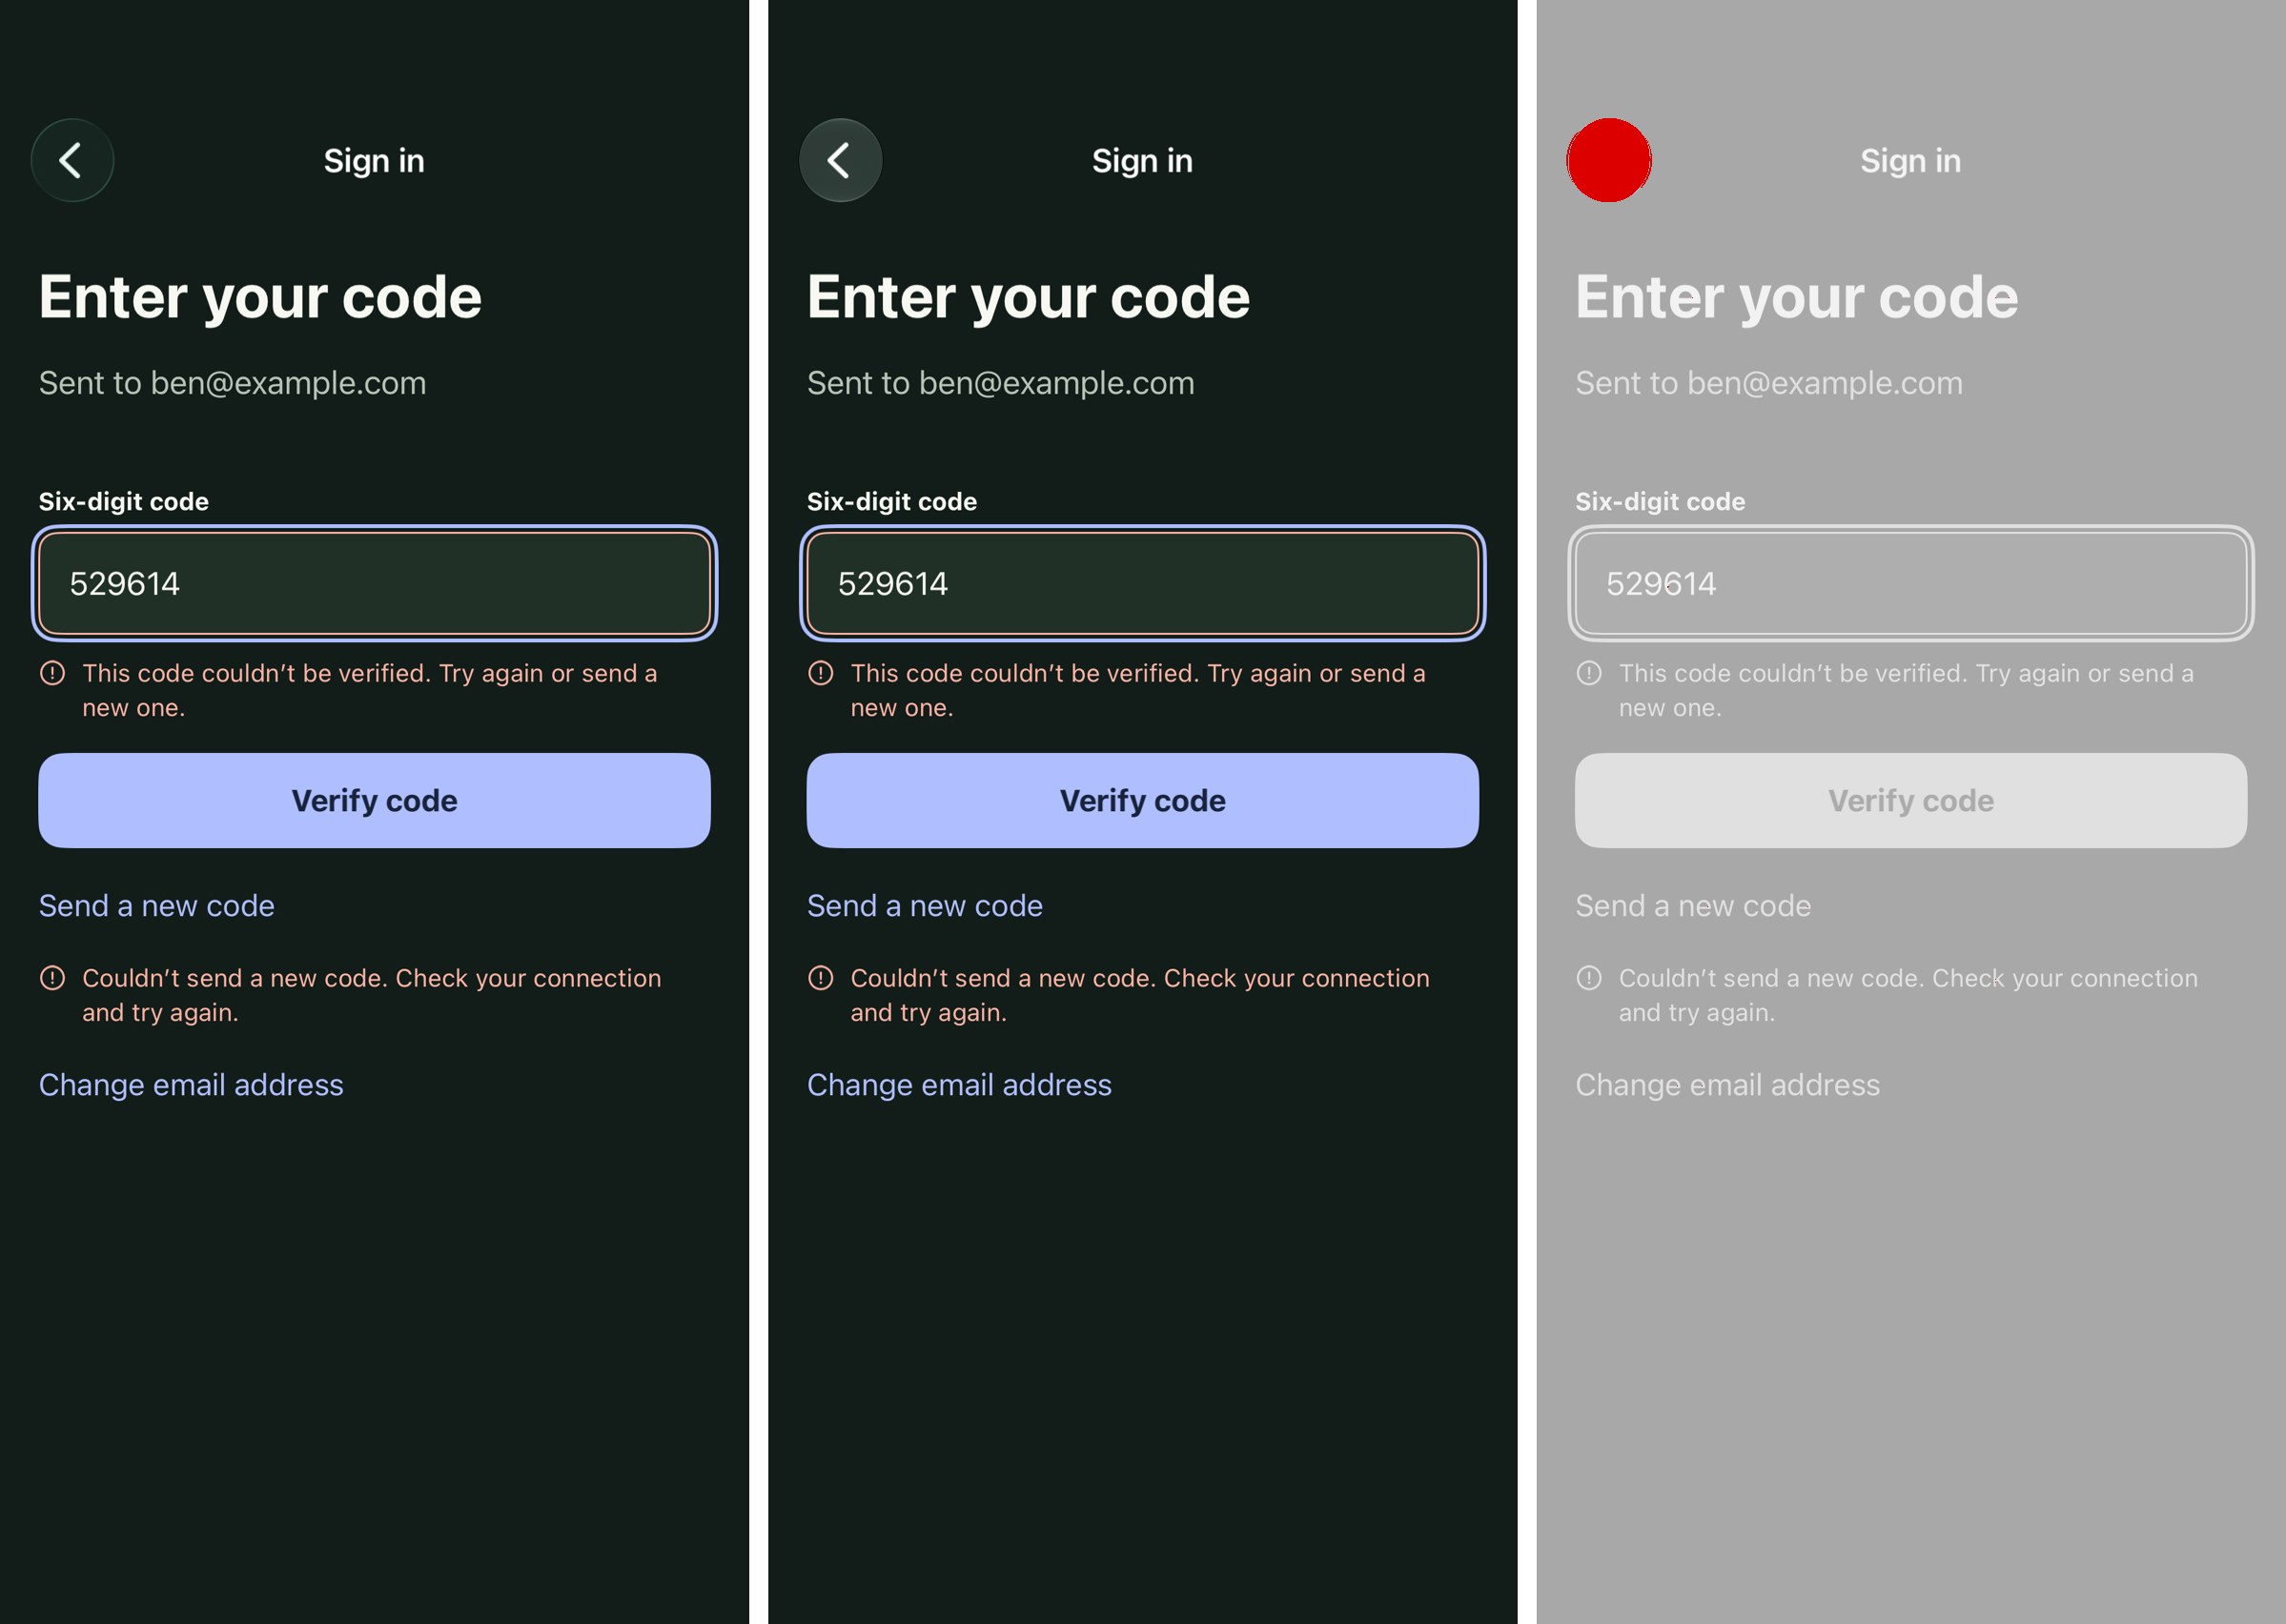 Sign in
Enter your code
Sent to ben@example.com
Six-digit code
529614
This code couldn’t be verified. Try again or send a
new one.
Verify code
Send a new code
Couldn’t send a new code. Check your connection
and try again.
Change email address
Sign in
Enter your code
Sent to ben@example.com
Six-digit code
529614
This code couldn’t be verified. Try again or send a
new one.
Verify code
Send a new code
Couldn’t send a new code. Check your connection
and try again.
Change email address
Sign in
Enter your code
Sent to ben@example.com
Six-digit code
529614
This code couldn’t be verified. Try again or send a
new one.
Verify code
Send a new code
Couldn’t send a new code. Check your connection
and try again.
Change email address